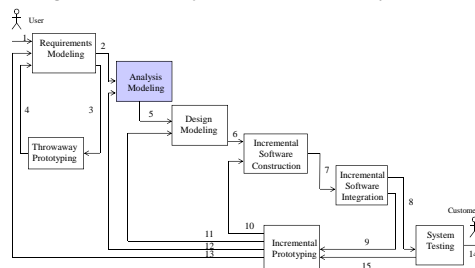 User
1
Requirements
Modeling
2
Analysis
Modeling
4
3
5
Design
Modeling
Throwaway
Prototyping
6
Incremental
Software
Construction
7
Incremental
Software
Integration
8
Custome
10
11
12
13
Incremental
Prototyping
9
System
Testing
14
15